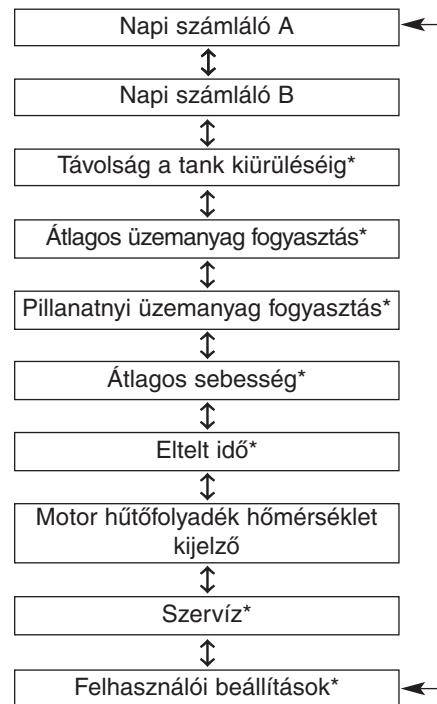 Napi számláló A
Napi számláló B
Távolság a tank kiürüléséig*
Átlagos üzemanyag fogyasztás*
Pillanatnyi üzemanyag fogyasztás*
Átlagos sebesség*
Eltelt idő*
Motor hűtőfolyadék hőmérséklet
kijelző
Szervíz*
Felhasználói beállítások*